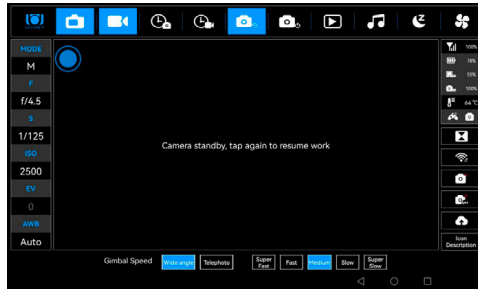 MODE
M
F
f/4.5
S
1/125
ISO
2500
EV
0
AWB
Auto
Camera standby, tap again to resume work
100%
78%
55%
100%
64 °C
Icon
Description
Gimbal Speed
Wide angle
Telephoto
Super
Fast
Fast
Medium
Slow
Super
Slow